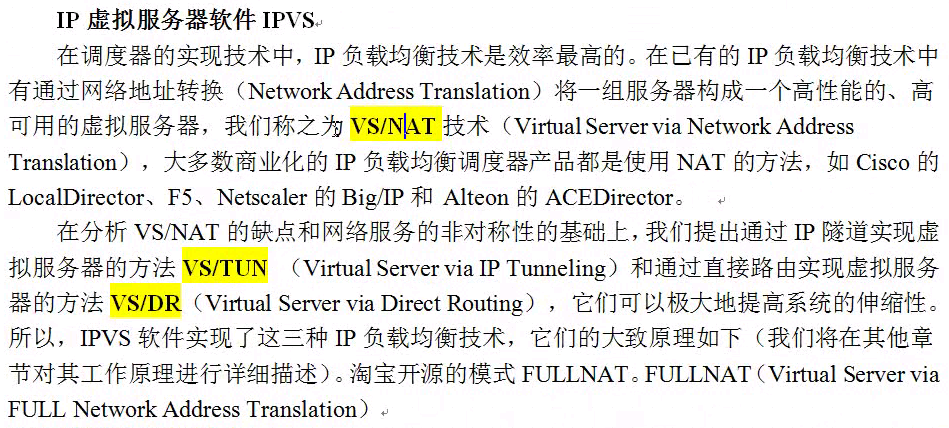 IP 虚拟服务器软件 IPVS
在调度器的实现技术中，IP 负载均衡技术是效率最高的。在已有的 IP 负载均衡技术中
有通过网络地址转换（Network Address Translation）将一组服务器构成一个高性能的、高
可用的虚拟服务器，我们称之为 VS/NAT 技术（Virtual Server via Network Address
Translation），大多数商业化的 IP 负载均衡调度器产品都是使用 NAT 的方法，如 Cisco 的
LocalDirector、F5、Netscaler 的 Big/IP 和 Alteon 的 ACEDirector。
在分析 VS/NAT 的缺点和网络服务的非对称性的基础上，我们提出通过 IP 隧道实现虚
拟服务器的方法 VS/TUN （Virtual Server via IP Tunneling）和通过直接路由实现虚拟服务
器的方法 VS/DR（Virtual Server via Direct Routing），它们可以极大地提高系统的伸缩性。
所以，IPVS 软件实现了这三种 IP 负载均衡技术，它们的大致原理如下（我们将在其他章
节对其工作原理进行详细描述）。淘宝开源的模式 FULLNAT。FULLNAT（Virtual Server via
FULL Network Address Translation）